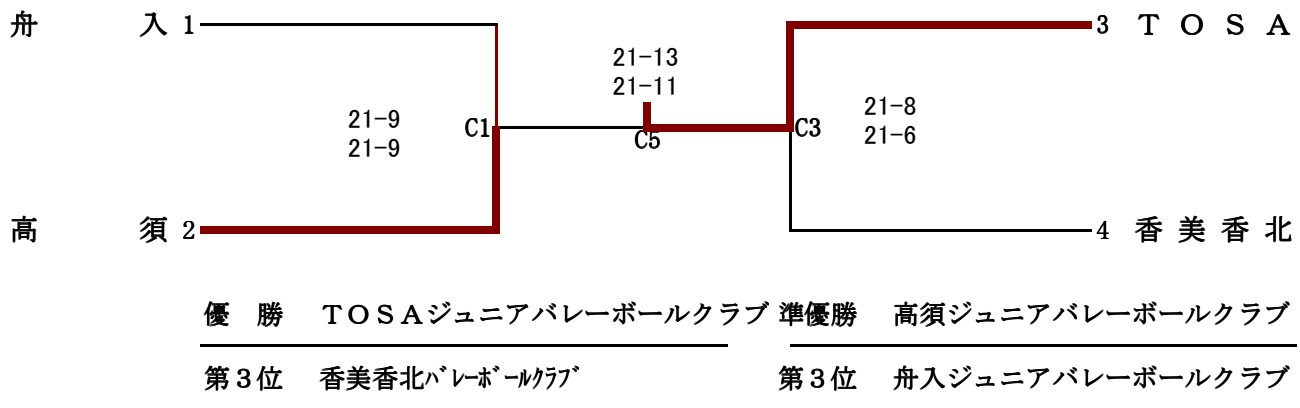 舟入 1
3 TOSA
21-13
21-11
21-9
21-9
C1
C5
C3
21-8
21-6
高須 2
4 香美香北
優 勝 TOSAジュニアバレーボールクラブ 準優勝 高須ジュニアバレーボールクラブ
第3位 香美香北ﾊﾞﾚｰﾎﾞｰﾙｸﾗﾌﾞ 第3位 舟入ジュニアバレーボールクラブ